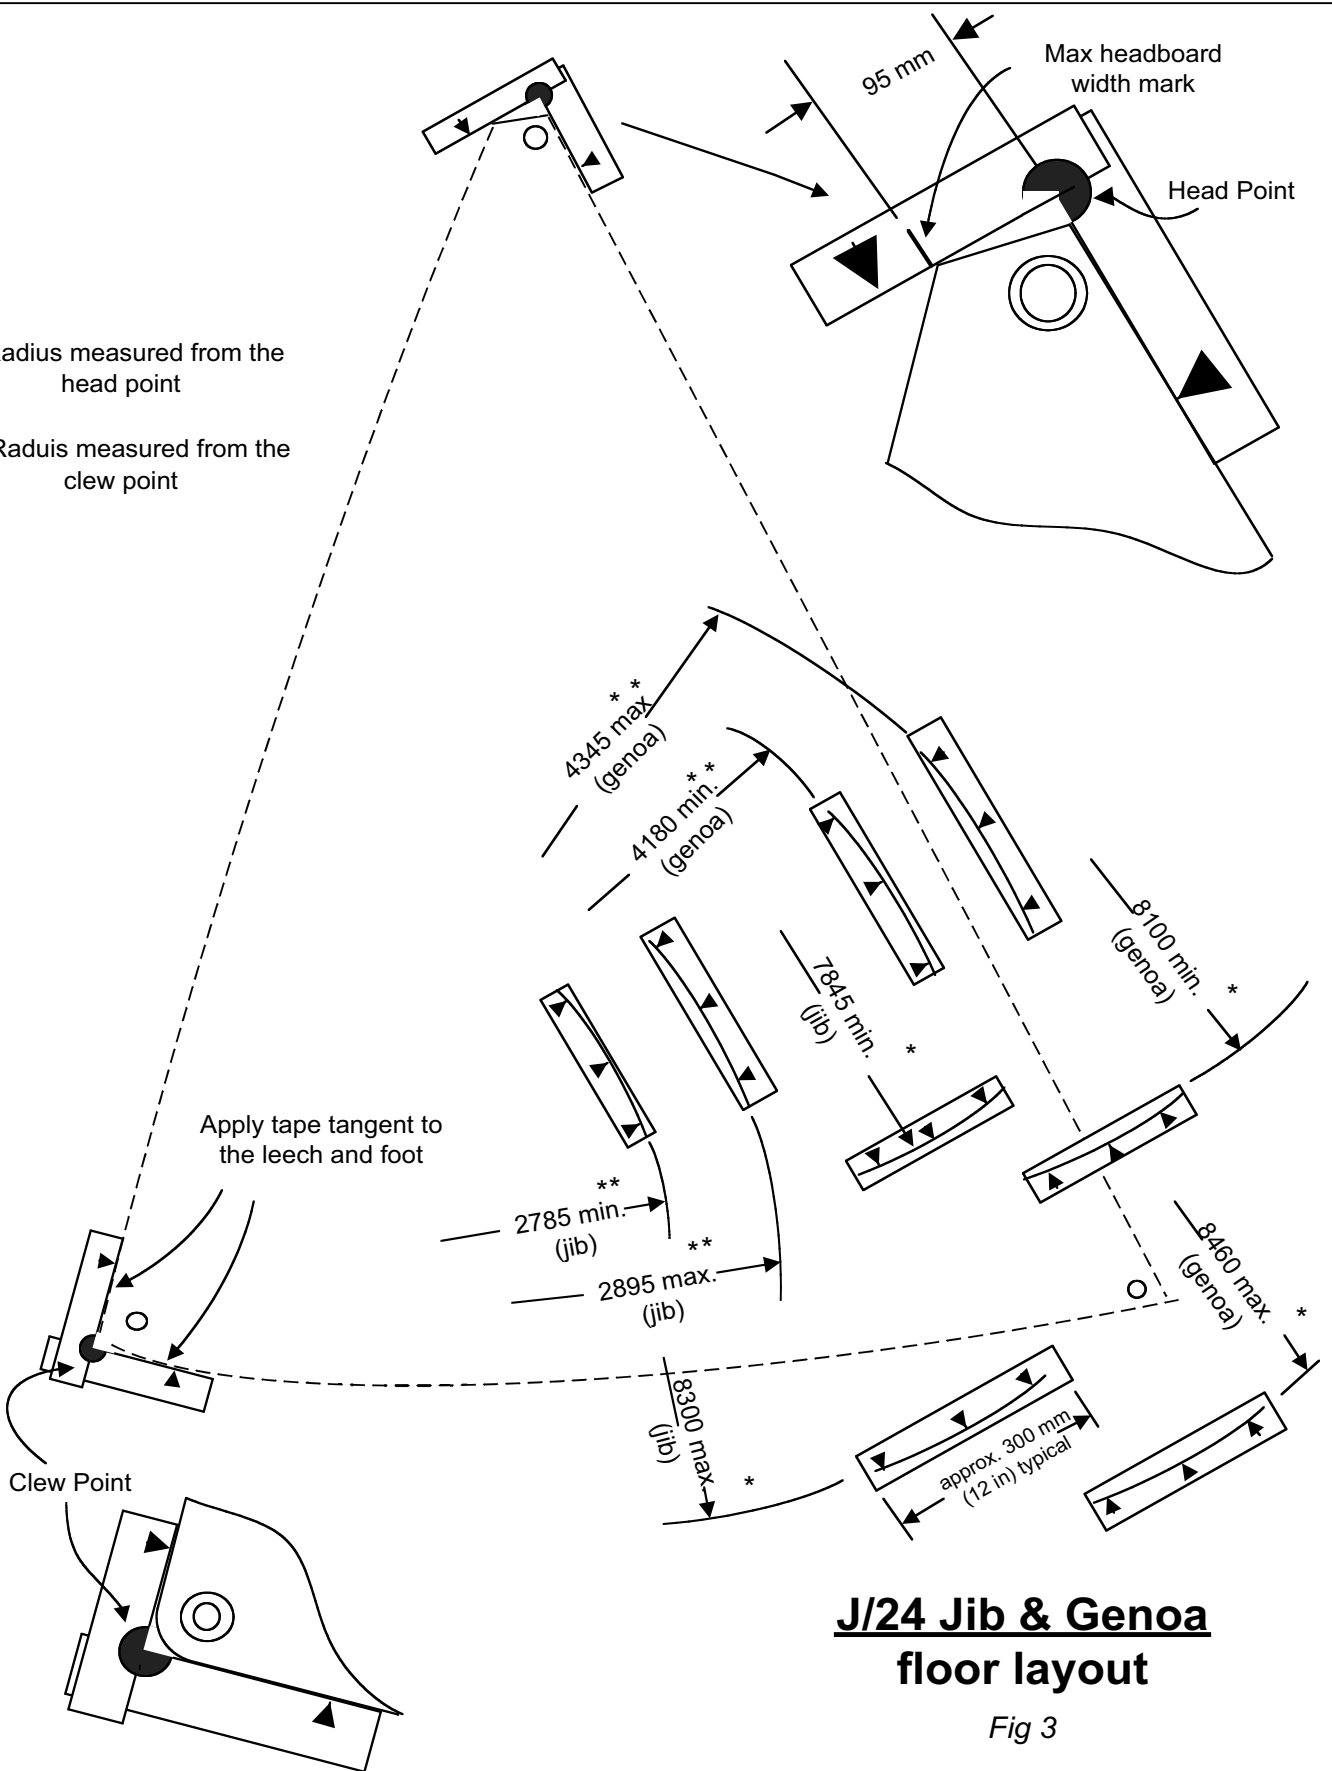 95 mm
Max headboard
width mark
Head Point
adius measured from the
head point
Raduis measured from the
clew point
**
4345 max
(genoa)
**
4180 min.
(genoa)
8100 min. *
(genoa)
7845 min. *
(jib)
Apply tape tangent to
the leech and foot
**
2785 min.
(jib)
**
2895 max.
(jib)
8460 max. *
(genoa)
8300 max. *
(jib)
approx. 300 mm
(12 in) typical
Clew Point
J/24 Jib & Genoa
floor layout
Fig 3